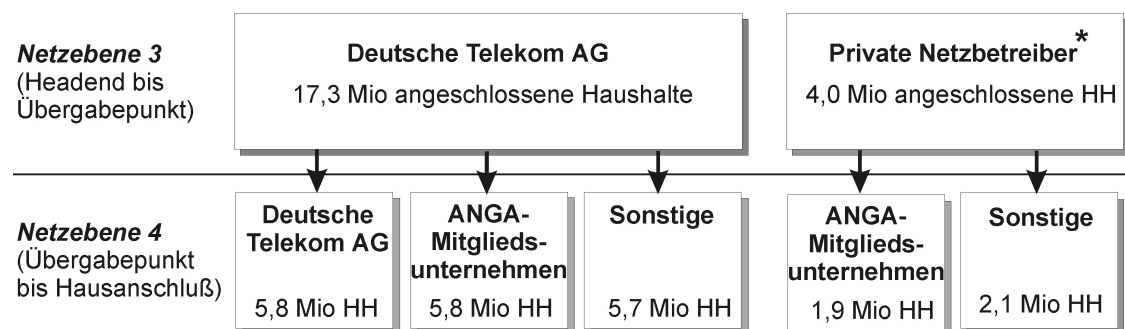 Netzebene 3
(Headend bis
Übergabepunkt)
Deutsche Telekom AG
17,3 Mio angeschlossene Haushalte
Private Netzbetreiber*
4,0 Mio angeschlossene HH
Netzebene 4
(Übergabepunkt
bis Hausanschluß)
Deutsche
Telekom AG
5,8 Mio HH
ANGA-
Mitglieds-
unternehmen
5,8 Mio HH
Sonstige
5,7 Mio HH
ANGA-
Mitglieds-
unternehmen
1,9 Mio HH
Sonstige
2,1 Mio HH